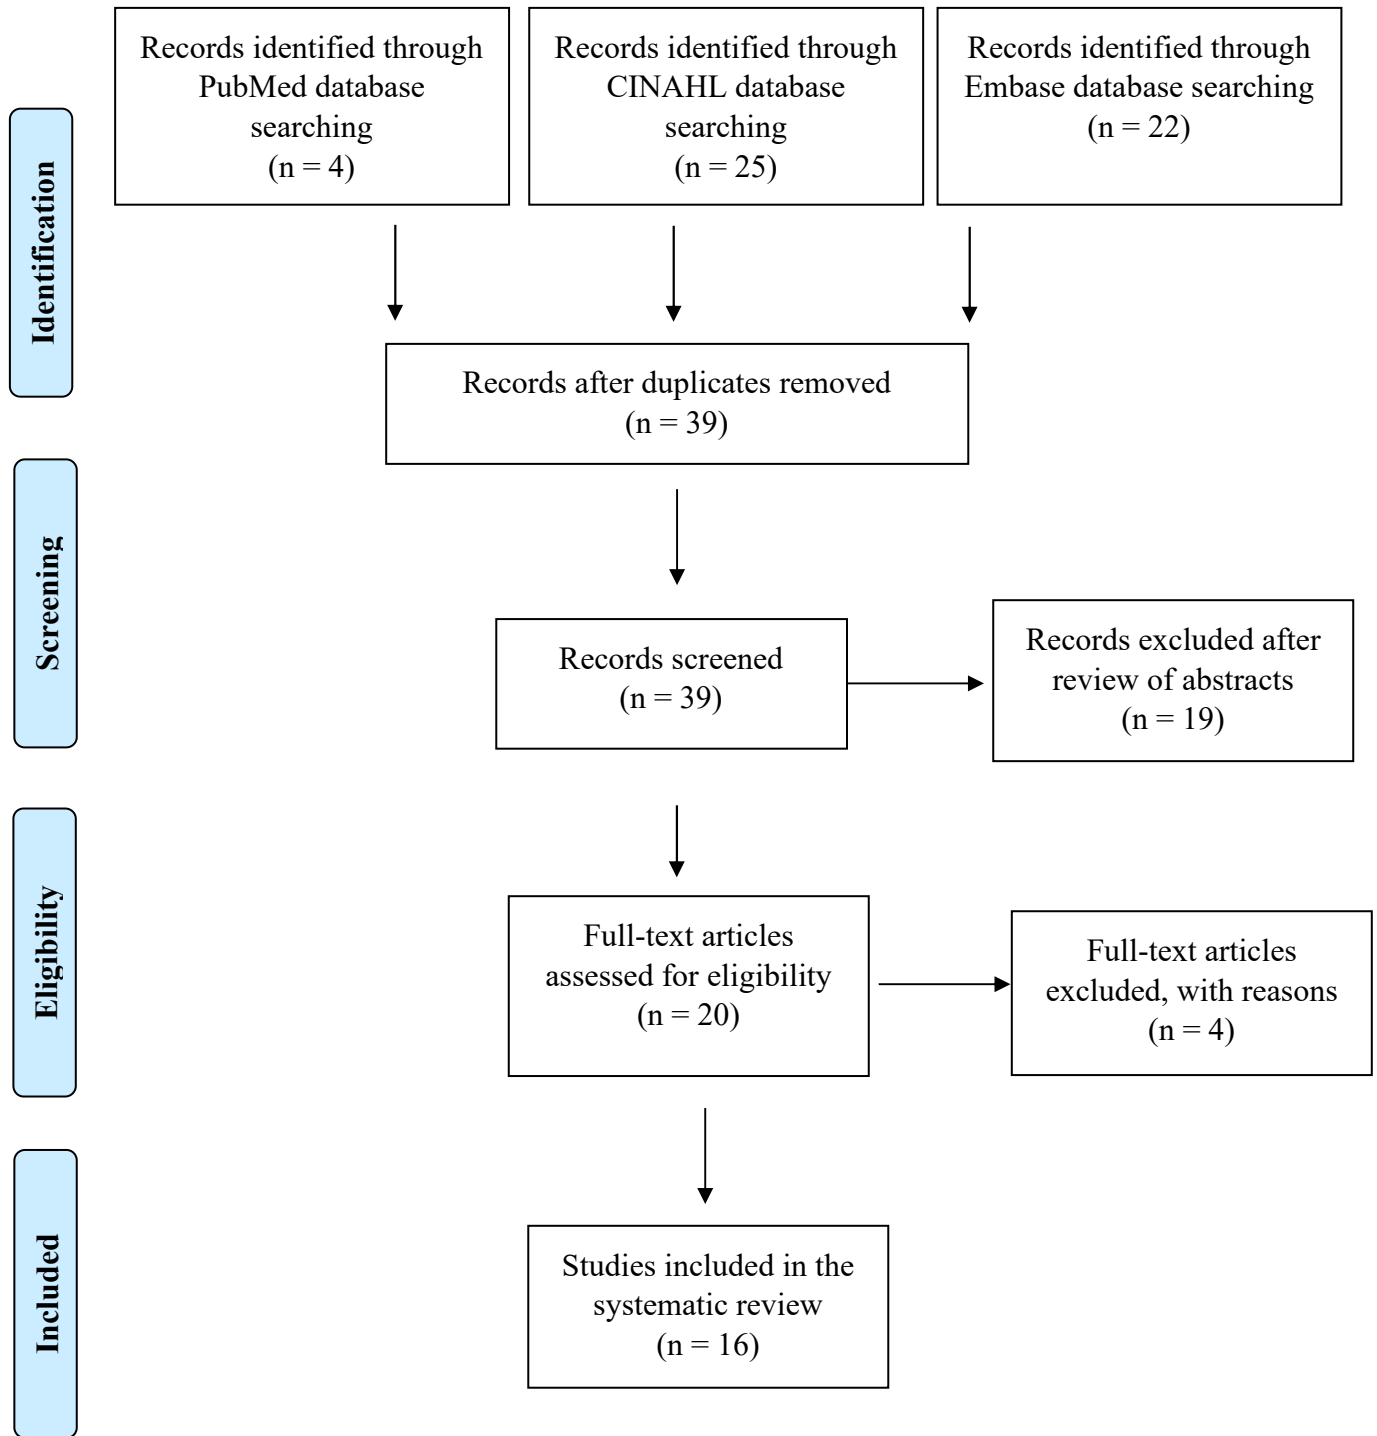 Records identified through
PubMed database
searching
(n = 4)
Records identified through
CINAHL database
searching
(n = 25)
Records identified through
Embase database searching
(n = 22)
Identification
Records after duplicates removed
(n = 39)
Screening
Records screened
(n = 39)
Records excluded after
review of abstracts
(n = 19)
Eligibility
Full-text articles
assessed for eligibility
(n = 20)
Full-text articles
excluded, with reasons
(n = 4)
Included
Studies included in the
systematic review
(n = 16)